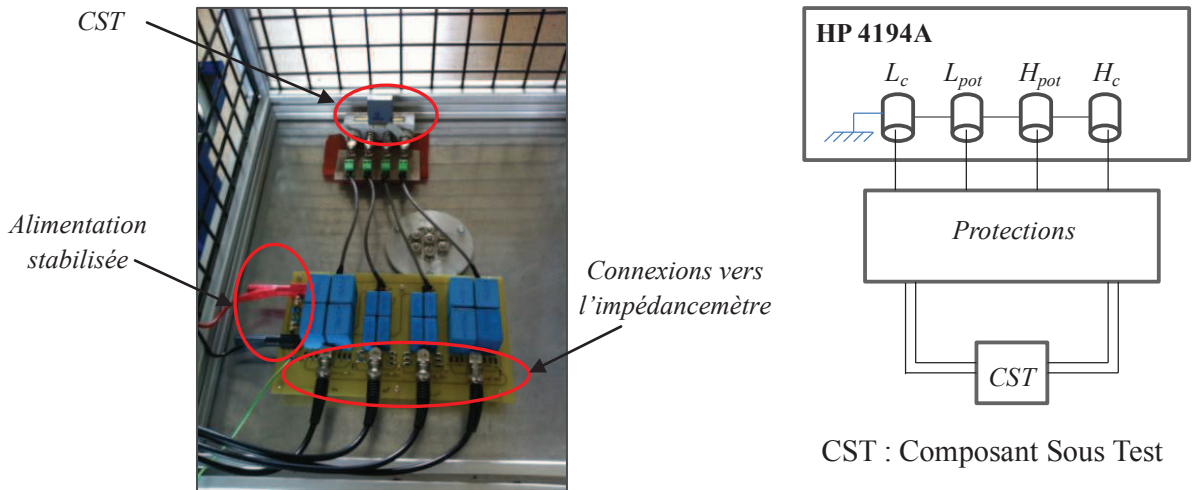 CST
Alimentation
stabilisée
Connexions vers
l'impédancemètre
HP 4194A
Lc Lpot Hpot Hc
Protections
CST
CST : Composant Sous Test